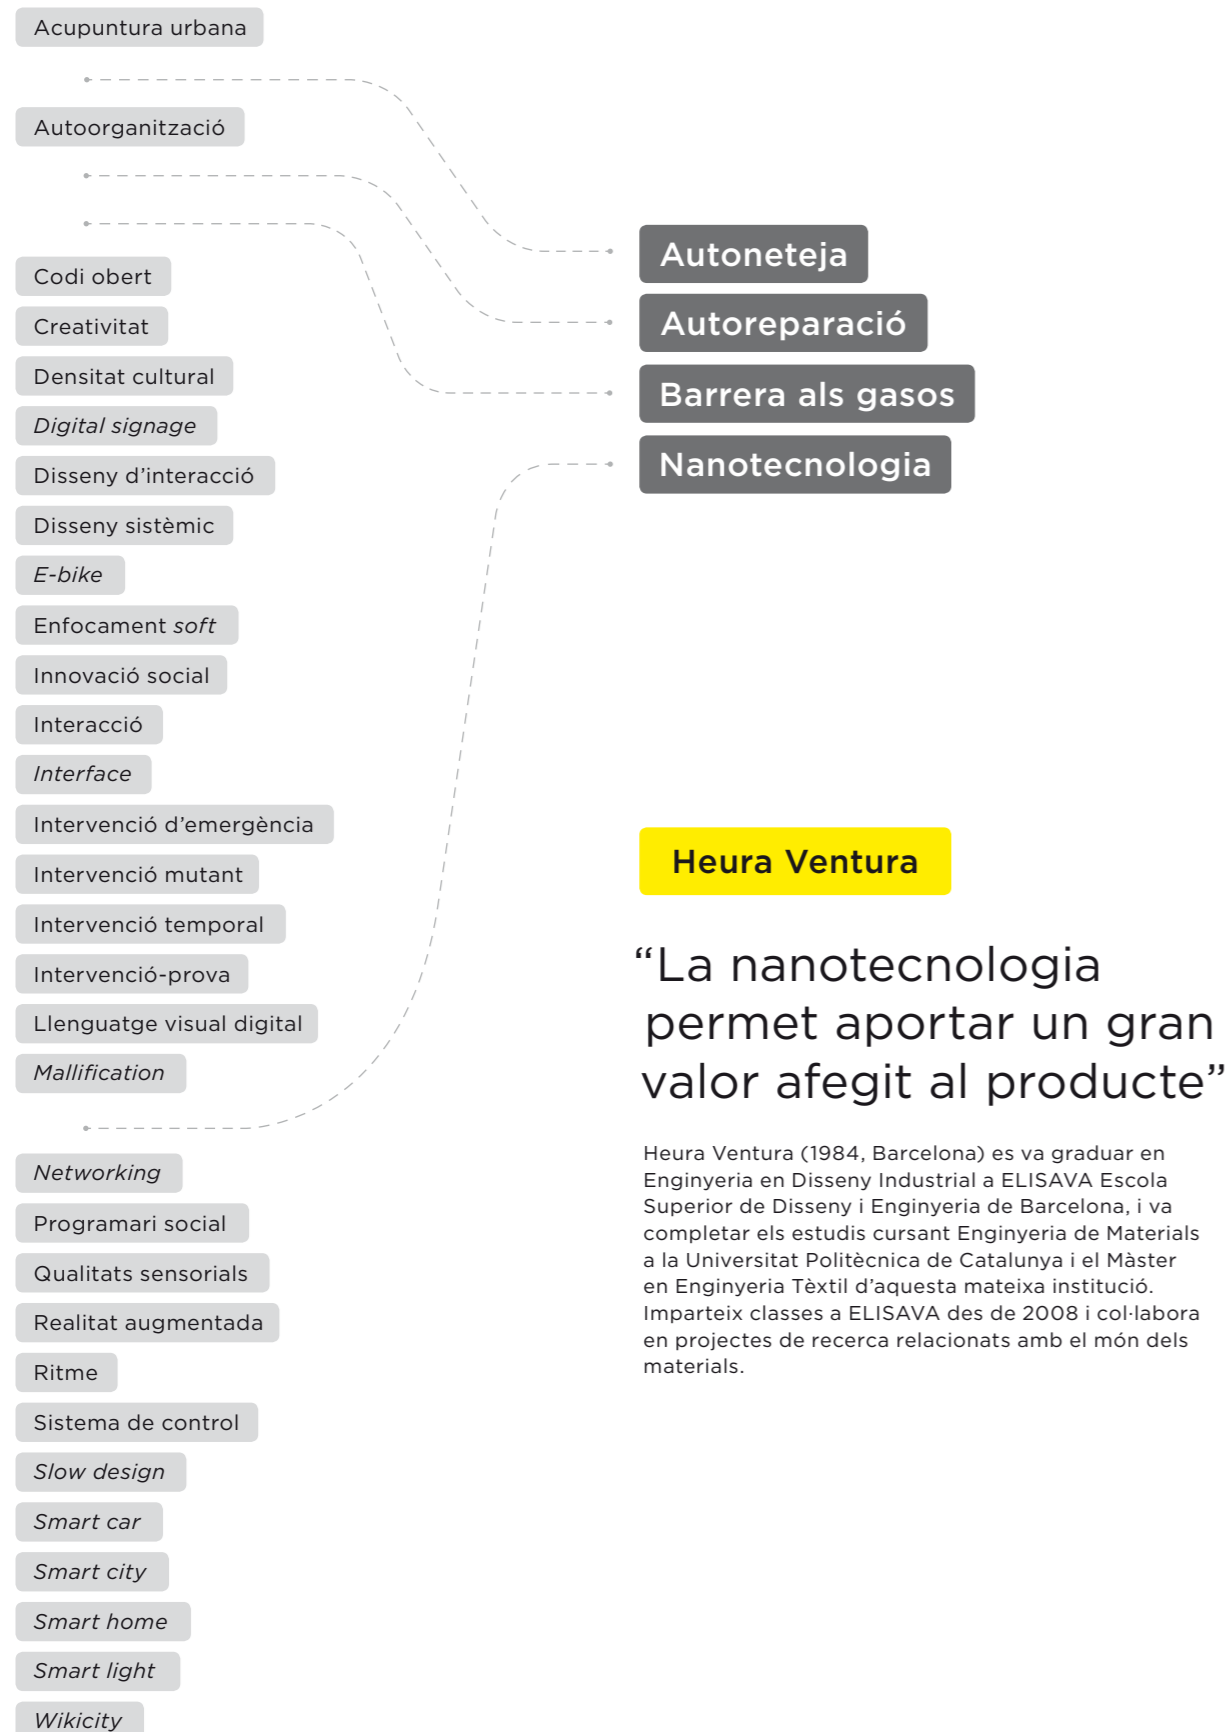 Acupuntura urbana
Autoorganització
Codi obert
Creativitat
Densitat cultural
Digital signage
Disseny d’interacció
Disseny sistèmic
E-bike
Enfocament soft
Innovació social
Interacció
Interface
Intervenció d’emergència
Intervenció mutant
Intervenció temporal
Intervenció-prova
Llenguatge visual digital
Mallification
Networking
Programari social
Qualitats sensorials
Realitat augmentada
Ritme
Sistema de control
Slow design
Smart car
Smart city
Smart home
Smart light
Wikicity
Autoneteja
Autoreparació
Barrera als gasos
Nanotecnologia
Heura Ventura
“La nanotecnologia
permet aportar un gran
valor afegit al producte”
Heura Ventura (1984, Barcelona) es va graduar en
Enginyeria en Disseny Industrial a ELISAVA Escola
Superior de Disseny i Enginyeria de Barcelona, i va
completar els estudis cursant Enginyeria de Materials
a la Universitat Politècnica de Catalunya i el Màster
en Enginyeria Tèxtil d’aquesta mateixa institució.
Imparteix classes a ELISAVA des de 2008 i col·labora
en projectes de recerca relacionats amb el món dels
materials.